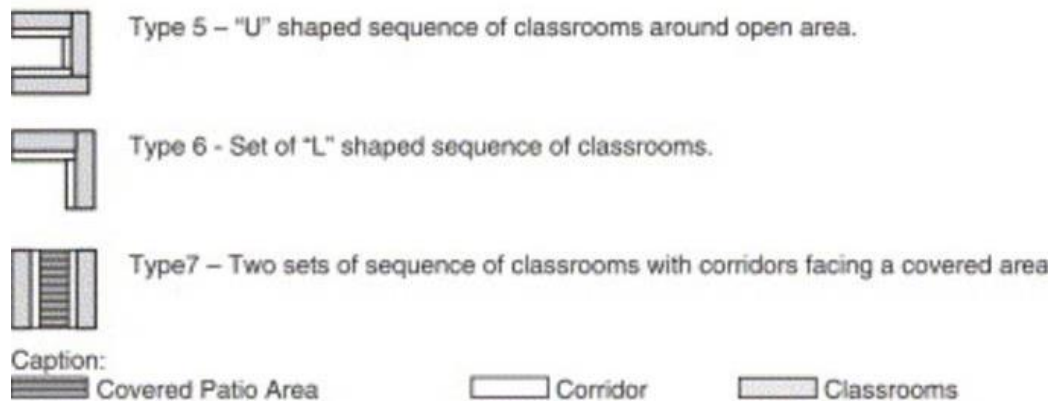 Type 5 – “U” shaped sequence of classrooms around open area.
Type 6 - Set of “L” shaped sequence of classrooms.
Type7 – Two sets of sequence of classrooms with corridors facing a covered area
Caption:
Covered Patio Area Corridor Classrooms